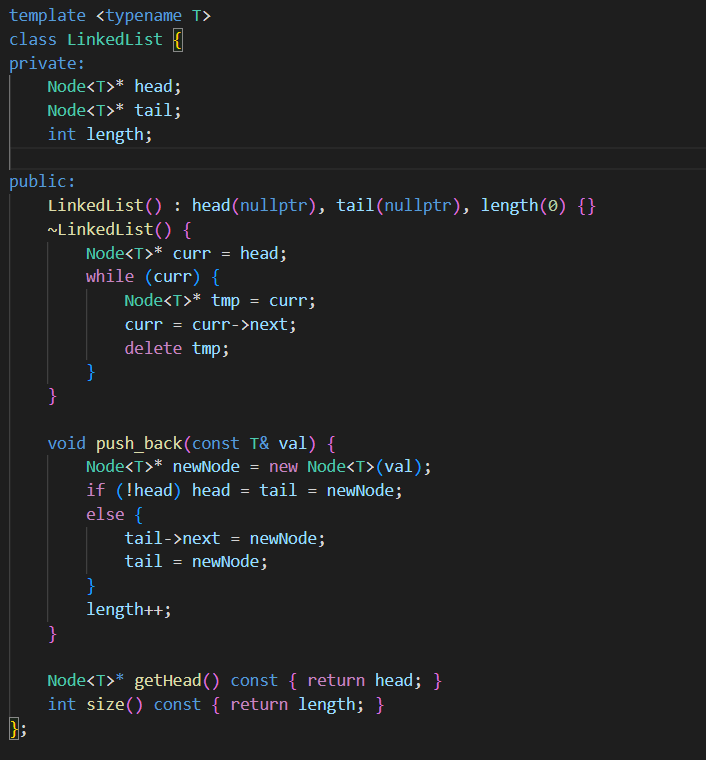 template <typename T>
class LinkedList {
private:
    Node<T>* head;
    Node<T>* tail;
    int length;

public:
    LinkedList() : head(nullptr), tail(nullptr), length(0) {}
    ~LinkedList() {
        Node<T>* curr = head;
        while (curr) {
            Node<T>* tmp = curr;
            curr = curr->next;
            delete tmp;
        }
    }

    void push_back(const T& val) {
        Node<T>* newNode = new Node<T>(val);
        if (!head) head = tail = newNode;
        else {
            tail->next = newNode;
            tail = newNode;
        }
        length++;
    }

    Node<T>* getHead() const { return head; }
    int size() const { return length; }
};